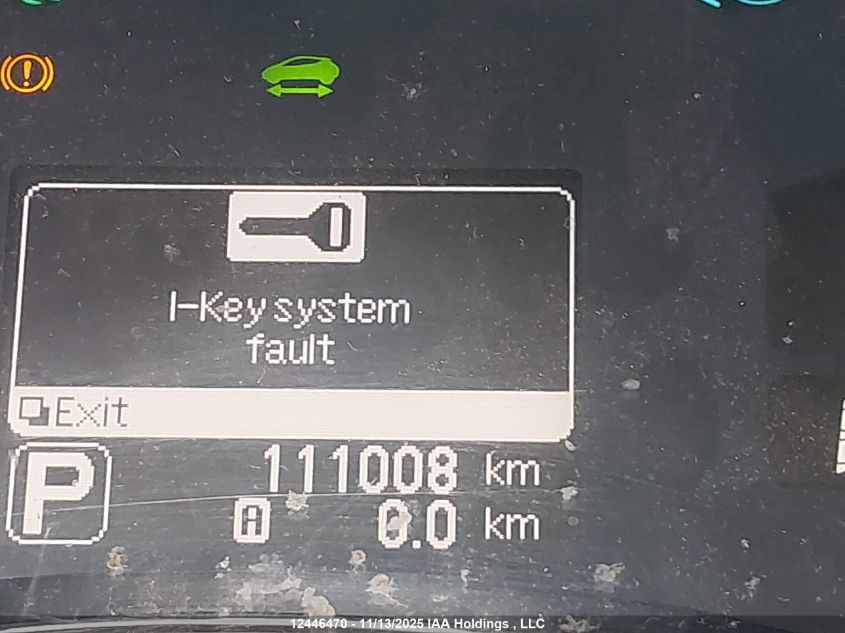 I-Key system
fault
Exit
P 111008 km
A 0.0 km
12446470 - 11/13/2025 IAA Holdings , LLC